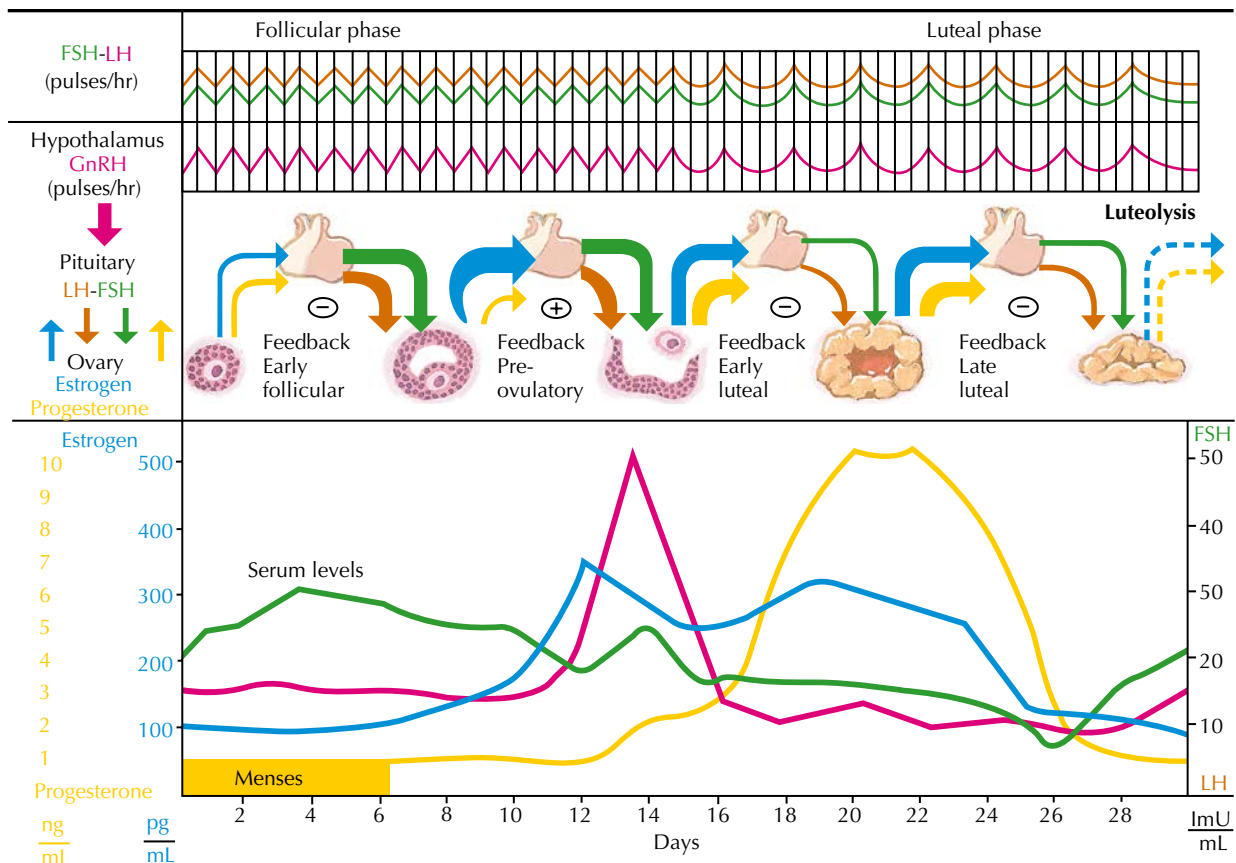 Follicular phase
Luteal phase
FSH-LH
(pulses/hr)
Hypothalamus
GnRH
(pulses/hr)
Pituitary
LH-FSH
Ovary
Estrogen
Progesterone
Luteolysis
−
Feedback
Early
follicular
+
Feedback
Pre-
ovulatory
−
Feedback
Early
luteal
−
Feedback
Late
luteal
Estrogen
FSH
10
9
8
7
6
5
4
3
2
1
500
400
300
200
100
Serum levels
50
40
50
20
10
Menses
Progesterone
LH
2
4
6
8
10
12
14
16
18
20
22
24
26
28
Days
ng
ml
pg
mL
ImU
mL